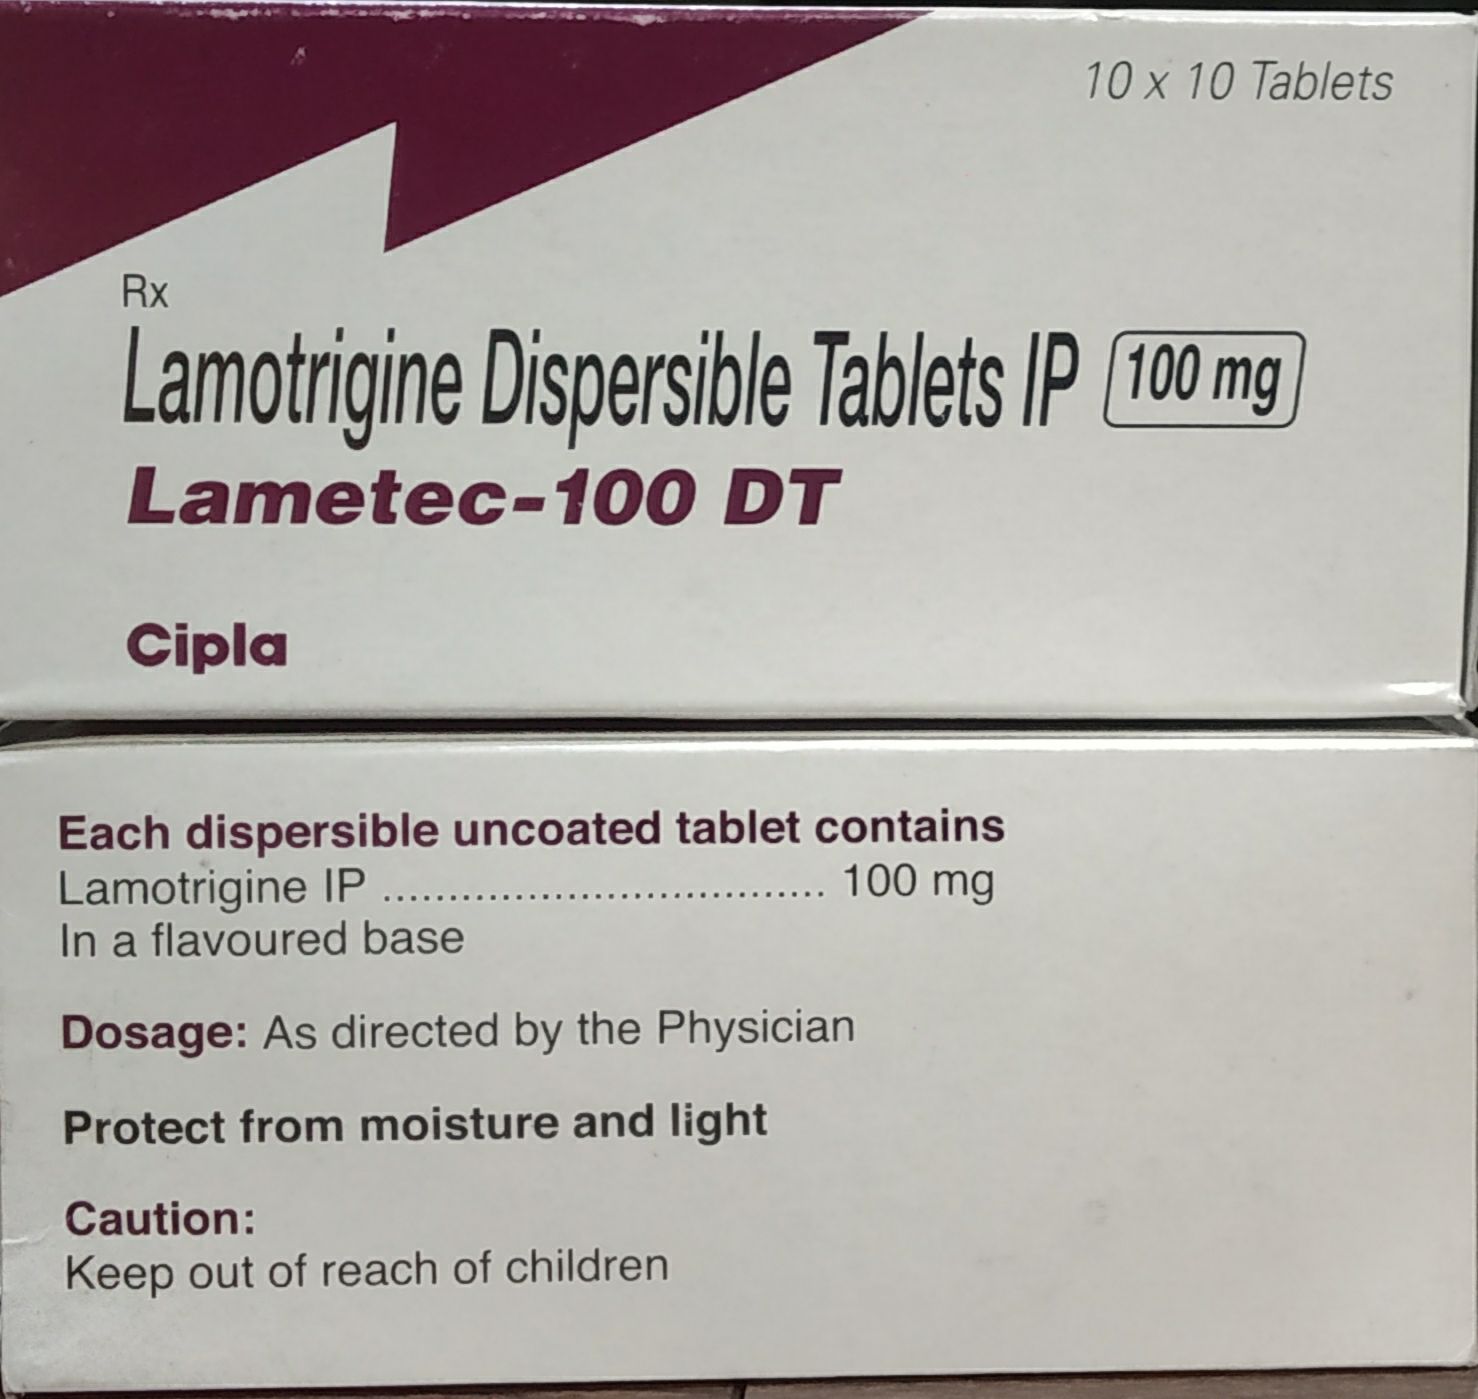 10 x 10 Tablets
Rx
Lamotrigine Dispersible Tablets IP 100 mg
Lametec-100 DT
Cipla
Each dispersible uncoated tablet contains
Lamotrigine IP .................................. 100 mg
In a flavoured base
Dosage: As directed by the Physician
Protect from moisture and light
Caution:
Keep out of reach of children